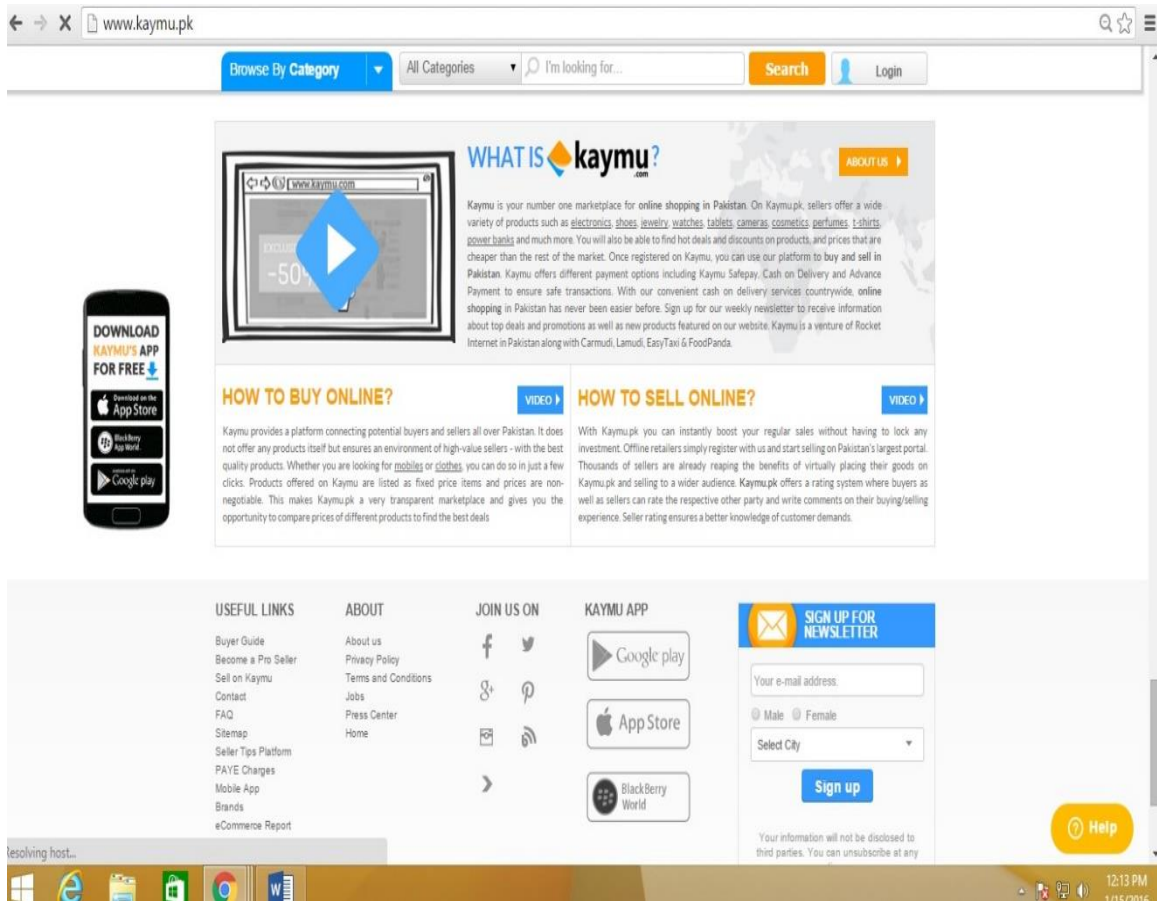 www.kaymu.pk
Browse By Category
All Categories
I'm looking for...
Search
Login
WHAT IS kaymu?
.com
ABOUT US
www.kaymu.com
-50
Kaymu is your number one marketplace for online shopping in Pakistan. On Kaymu.pk, sellers offer a wide
variety of products such as electronics, shoes, jewelry, watches, tablets, cameras, cosmetics, perfumes, t-shirts,
power banks and much more. You will also be able to find hot deals and discounts on products, and prices that are
cheaper than the rest of the market. Once registered on Kaymu, you can use our platform to buy and sell in
Pakistan. Kaymu offers different payment options including Kaymu Safepay, Cash on Delivery and Advance
Payment to ensure safe transactions. With our convenient cash on delivery services countrywide, online
shopping in Pakistan has never been easier before. Sign up for our weekly newsletter to receive information
about top deals and promotions as well as new products featured on our website. Kaymu is a venture of Rocket
Internet in Pakistan along with Carmudi, Lamudi, EasyTaxi & FoodPanda.
DOWNLOAD
KAYMU'S APP
FOR FREE
Download on the
App Store
BlackBerry
App World
Google play
HOW TO BUY ONLINE?
VIDEO
Kaymu provides a platform connecting potential buyers and sellers all over Pakistan. It does
not offer any products itself but ensures an environment of high-value sellers - with the best
quality products. Whether you are looking for mobiles or clothes, you can do so in just a few
clicks. Products offered on Kaymu are listed as fixed price items and prices are non-
negotiable. This makes Kaymu.pk a very transparent marketplace and gives you the
opportunity to compare prices of different products to find the best deals
HOW TO SELL ONLINE?
VIDEO
With Kaymu.pk you can instantly boost your regular sales without having to lock any
investment. Offline retailers simply register with us and start selling on Pakistan's largest portal.
Thousands of sellers are already reaping the benefits of virtually placing their goods on
Kaymu.pk and selling to a wider audience. Kaymu.pk offers a rating system where buyers as
well as sellers can rate the respective other party and write comments on their buying/selling
experience. Seller rating ensures a better knowledge of customer demands.
USEFUL LINKS
Buyer Guide
Become a Pro Seller
Sell on Kaymu
Contact
FAQ
Sitemap
Seller Tips Platform
PAYE Charges
Mobile App
Brands
eCommerce Report
ABOUT
About us
Privacy Policy
Terms and Conditions
Jobs
Press Center
Home
JOIN US ON
KAYMU APP
Google play
App Store
BlackBerry
World
SIGN UP FOR
NEWSLETTER
Your e-mail address.
Male Female
Select City
Sign up
Your information will not be disclosed to
third parties. You can unsubscribe at any
Help
Resolving host...
12:13 PM
1/15/2016